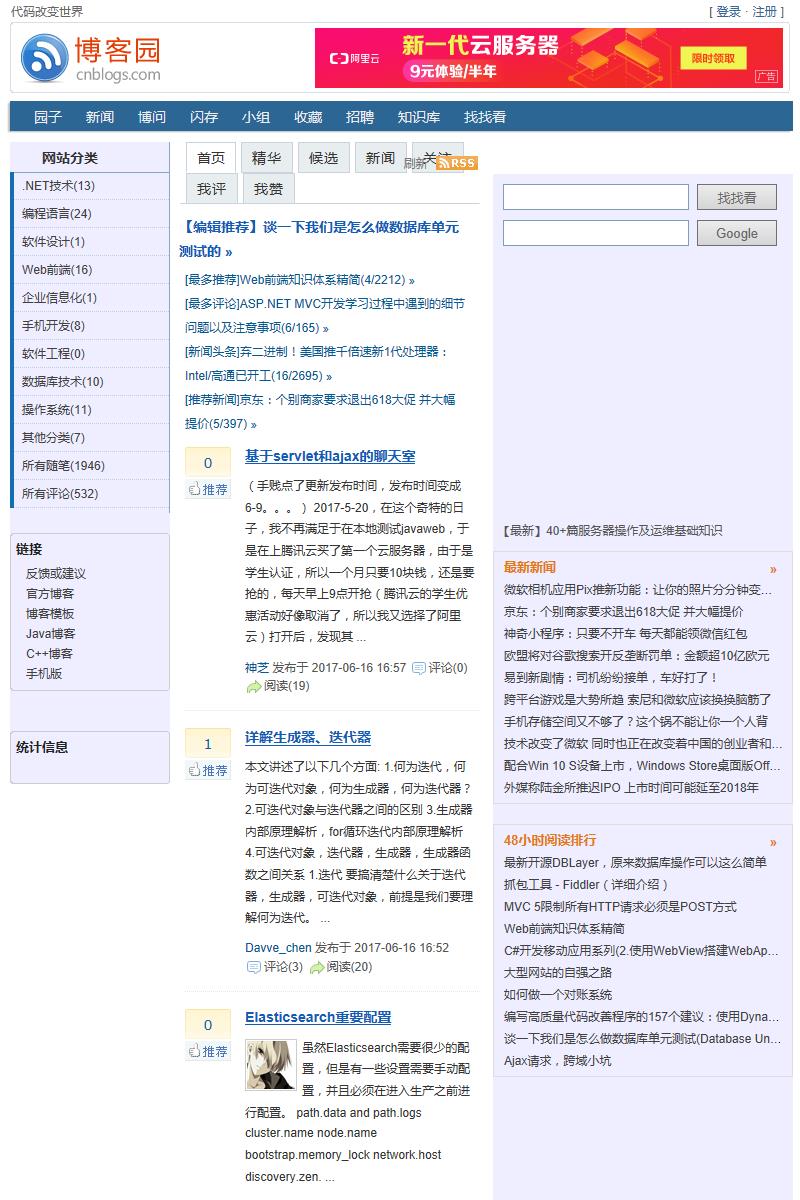 代码改变世界
[ 登录 · 注册 ]
博客园
cnblogs.com
阿里云
新一代云服务器
9元体验/半年
限时领取
广告
园子 新闻 博问 闪存 小组 收藏 招聘 知识库 找找看
网站分类
.NET技术(13)
编程语言(24)
软件设计(1)
Web前端(16)
企业信息化(1)
手机开发(8)
软件工程(0)
数据库技术(10)
操作系统(11)
其他分类(7)
所有随笔(1946)
所有评论(532)
链接
反馈或建议
官方博客
博客模板
Java博客
C++博客
手机版
统计信息
首页 精华 候选 新闻 关注
刷新 RSS
我评 我赞
【编辑推荐】谈一下我们是怎么做数据库单元
测试的 »
[最多推荐]Web前端知识体系精简(4/2212) »
[最多评论]ASP.NET MVC开发学习过程中遇到的细节
问题以及注意事项(6/165) »
[新闻头条]弃二进制！美国推千倍速新1代处理器：
Intel/高通已开工(16/2695) »
[推荐新闻]京东：个别商家要求退出618大促 并大幅
提价(5/397) »
0
推荐
基于servlet和ajax的聊天室
（手贱点了更新发布时间，发布时间变成
6-9。。。） 2017-5-20，在这个奇特的日
子，我不再满足于在本地测试javaweb，于
是在上腾讯云买了第一个云服务器，由于是
学生认证，所以一个月只要10块钱，还是要
抢的，每天早上9点开抢（腾讯云的学生优
惠活动好像取消了，所以我又选择了阿里
云）打开后，发现其 ...
神芝 发布于 2017-06-16 16:57 评论(0)
阅读(19)
1
推荐
详解生成器、迭代器
本文讲述了以下几个方面: 1.何为迭代，何
为可迭代对象，何为生成器，何为迭代器？
2.可迭代对象与迭代器之间的区别 3.生成器
内部原理解析，for循环迭代内部原理解析
4.可迭代对象，迭代器，生成器，生成器函
数之间关系 1.迭代 要搞清楚什么关于迭代
器，生成器，可迭代对象，前提是我们要理
解何为迭代。 ...
Davve_chen 发布于 2017-06-16 16:52
评论(3) 阅读(20)
0
推荐
Elasticsearch重要配置
虽然Elasticsearch需要很少的配
置，但是有一些设置需要手动配
置，并且必须在进入生产之前进
行配置。 path.data and path.logs
cluster.name node.name
bootstrap.memory_lock network.host
discovery.zen. ...
找找看
Google
【最新】40+篇服务器操作及运维基础知识
最新新闻 »
微软相机应用Pix推新功能：让你的照片分分钟变...
京东：个别商家要求退出618大促 并大幅提价
神奇小程序：只要不开车 每天都能领微信红包
欧盟将对谷歌搜索开反垄断罚单：金额超10亿欧元
易到新剧情：司机纷纷接单，车好打了！
跨平台游戏是大势所趋 索尼和微软应该换换脑筋了
手机存储空间又不够了？这个锅不能让你一个人背
技术改变了微软 同时也正在改变着中国的创业者和...
配合Win 10 S设备上市，Windows Store桌面版Off...
外媒称陆金所推迟IPO 上市时间可能延至2018年
48小时阅读排行 »
最新开源DBLayer，原来数据库操作可以这么简单
抓包工具 - Fiddler（详细介绍）
MVC 5限制所有HTTP请求必须是POST方式
Web前端知识体系精简
C#开发移动应用系列(2.使用WebView搭建WebAp...
大型网站的自强之路
如何做一个对账系统
编写高质量代码改善程序的157个建议：使用Dyna...
谈一下我们是怎么做数据库单元测试(Database Un...
Ajax请求，跨域小坑